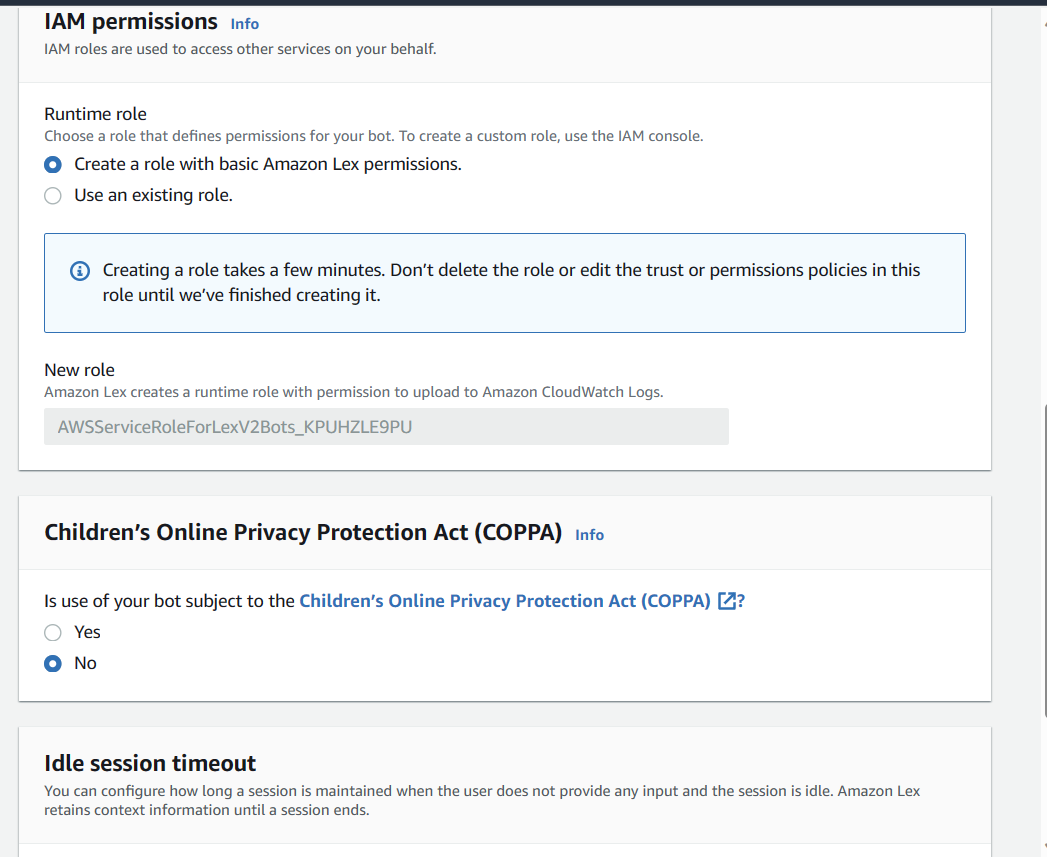 IAM permissions Info
IAM roles are used to access other services on your behalf.
Runtime role
Choose a role that defines permissions for your bot. To create a custom role, use the IAM console.
Create a role with basic Amazon Lex permissions.
Use an existing role.
Creating a role takes a few minutes. Don’t delete the role or edit the trust or permissions policies in this
role until we’ve finished creating it.
New role
Amazon Lex creates a runtime role with permission to upload to Amazon CloudWatch Logs.
AWSServiceRoleForLexV2Bots_KPUHZLE9PU
Children’s Online Privacy Protection Act (COPPA) Info
Is use of your bot subject to the Children’s Online Privacy Protection Act (COPPA) ?
Yes
No
Idle session timeout
You can configure how long a session is maintained when the user does not provide any input and the session is idle. Amazon Lex
retains context information until a session ends.